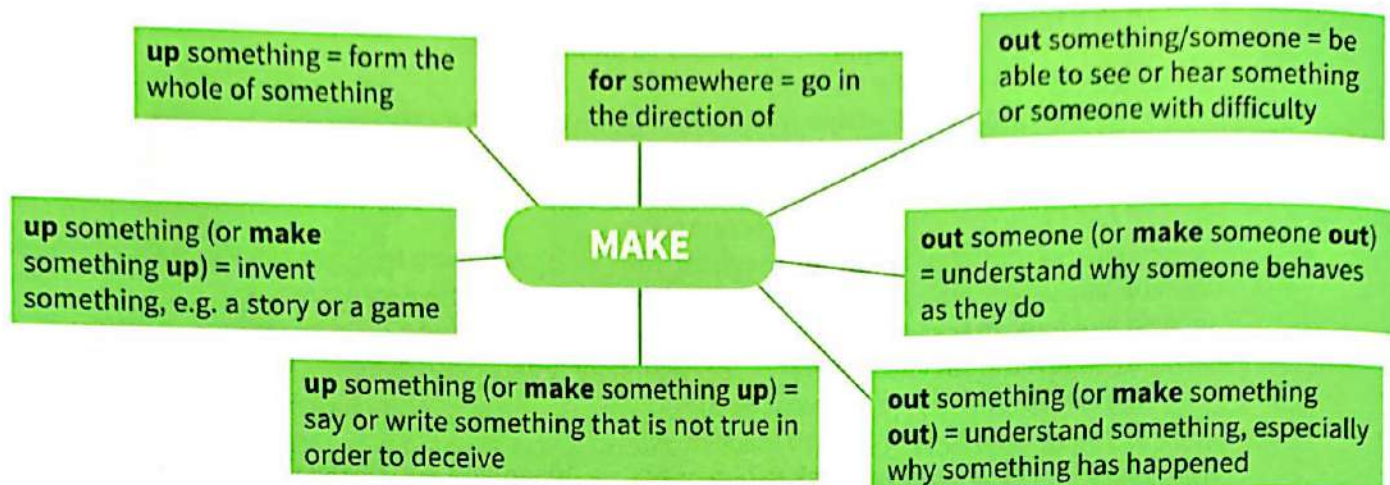 up something = form the
whole of something
for somewhere = go in
the direction of
out something/someone = be
able to see or hear something
or someone with difficulty
up something (or make
something up) = invent
something, e.g. a story or a game
MAKE
out someone (or make someone out)
= understand why someone behaves
as they do
up something (or make something up) =
say or write something that is not true in
order to deceive
out something (or make something
out) = understand something, especially
why something has happened